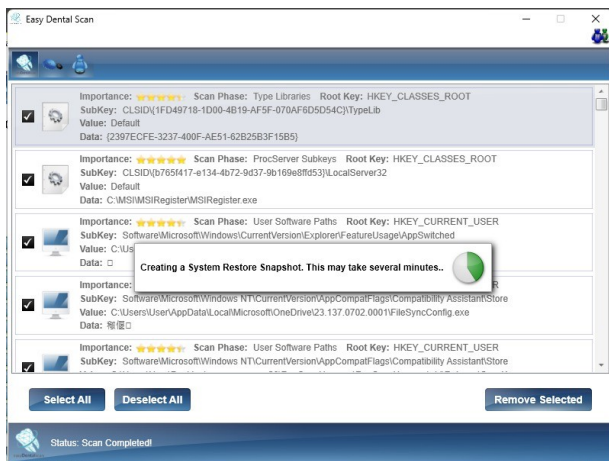 Easy Dental Scan
Importance: Scan Phase: Type Libraries Root Key: HKEY_CLASSES_ROOT
SubKey: CLSID\{1FD49718-1D00-4B19-AF5F-070AF6D5D54C}\TypeLib
Value: Default
Data: {2397ECFE-3237-400F-AE51-62B25B3F15B5}
Importance: Scan Phase: ProcServer Subkeys Root Key: HKEY_CLASSES_ROOT
SubKey: CLSID\{b765f417-e134-4b72-9d37-9b169e8ffd53}\LocalServer32
Value: Default
Data: C:\MSI\MSIRegister\MSIRegister.exe
Importance: Scan Phase: User Software Paths Root Key: HKEY_CURRENT_USER
SubKey: Software\Microsoft\Windows\CurrentVersion\Explorer\FeatureUsage\AppSwitched
Value: C:\Us
Data:
Creating a System Restore Snapshot. This may take several minutes..
Importance:
SubKey: Software\Microsoft\Windows NT\CurrentVersion\AppCompatFlags\Compatibility Assistant\Store
Value: C:\Users\User\AppData\Local\Microsoft\OneDrive\23.137.0702.0001\FileSyncConfig.exe
Data:
Importance: Scan Phase: User Software Paths Root Key: HKEY_CURRENT_USER
SubKey: Software\Microsoft\Windows NT\CurrentVersion\AppCompatFlags\Compatibility Assistant\Store
Select All Deselect All Remove Selected
Status: Scan Completed!